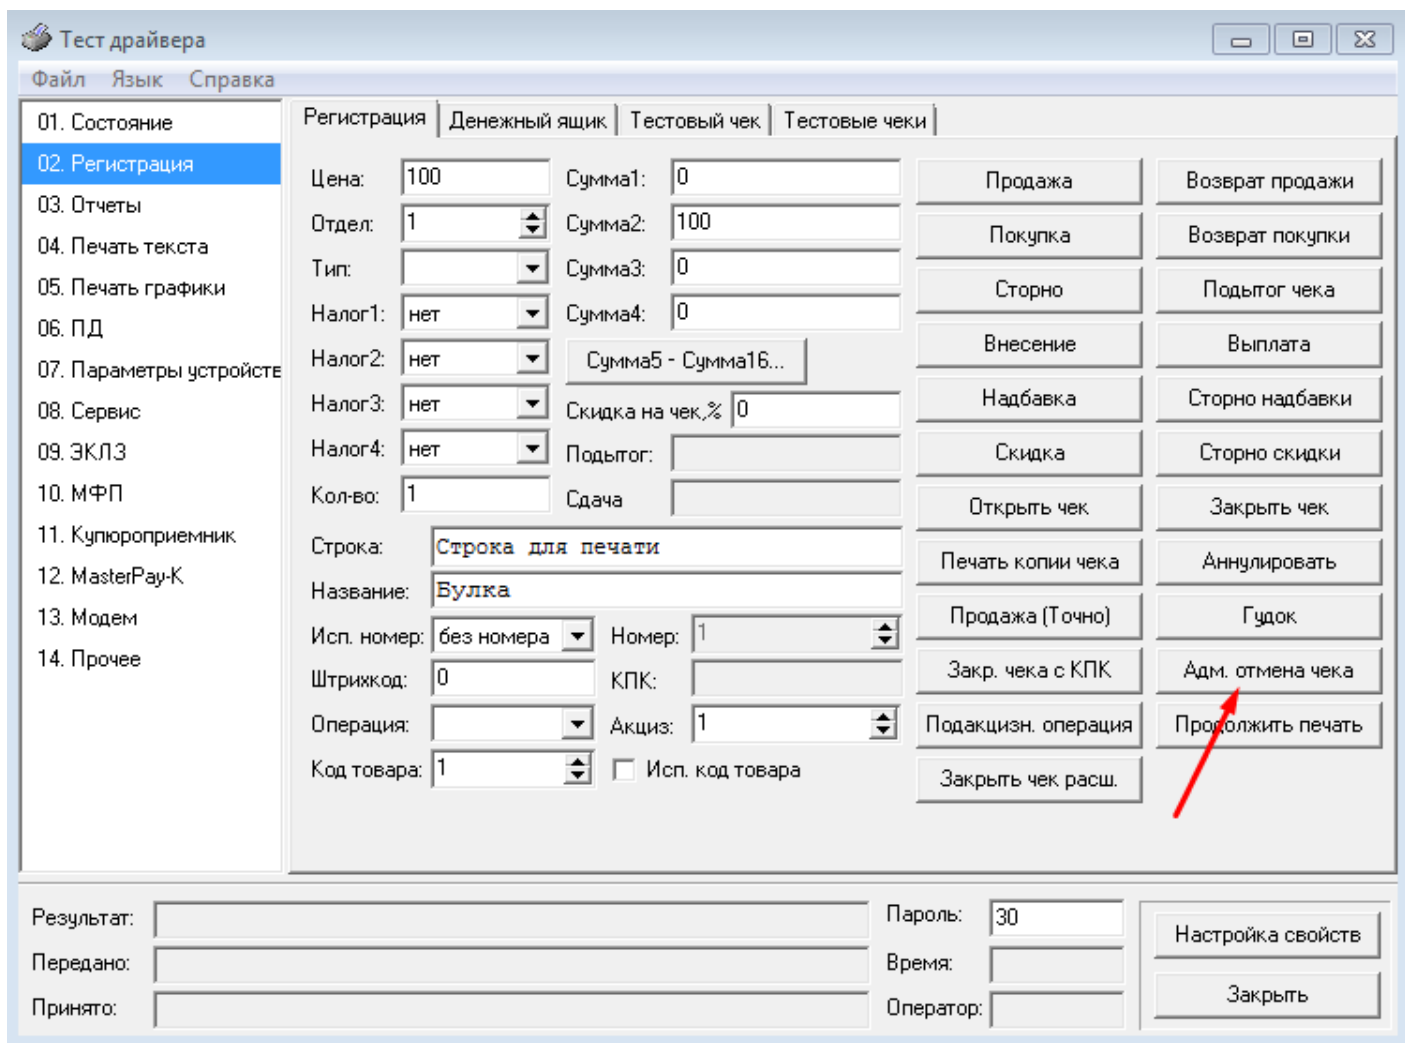 Тест драйвера
Файл Язык Справка
01. Состояние
02. Регистрация
03. Отчеты
04. Печать текста
05. Печать графики
06. ПД
07. Параметры устройств
08. Сервис
09. ЭКЛЗ
10. МФП
11. Купюроприемник
12. MasterPay-K
13. Модем
14. Прочее
Регистрация Денежный ящик Тестовый чек Тестовые чеки
Цена: 100 Сумма1: 0
Отдел: 1 Сумма2: 100
Тип: Сумма3: 0
Налог1: нет Сумма4: 0
Налог2: нет Сумма5 - Сумма16...
Налог3: нет Скидка на чек,% 0
Налог4: нет Подытог:
Кол-во: 1 Сдача
Строка: Строка для печати
Название: Булка
Исп. номер: без номера Номер: 1
Штрихкод: 0 КПК:
Операция: Акциз: 1
Код товара: 1 Исп. код товара
Продажа Возврат продажи
Покупка Возврат покупки
Сторно Подытог чека
Внесение Выплата
Надбавка Сторно надбавки
Скидка Сторно скидки
Открыть чек Закрыть чек
Печать копии чека Аннулировать
Продажа (Точно) Гудок
Закр. чека с КПК Адм. отмена чека
Подакцизн. операция Продолжить печать
Закрыть чек расш.
Результат: Пароль: 30 Настройка свойств
Передано: Время:
Принято: Оператор: Закрыть